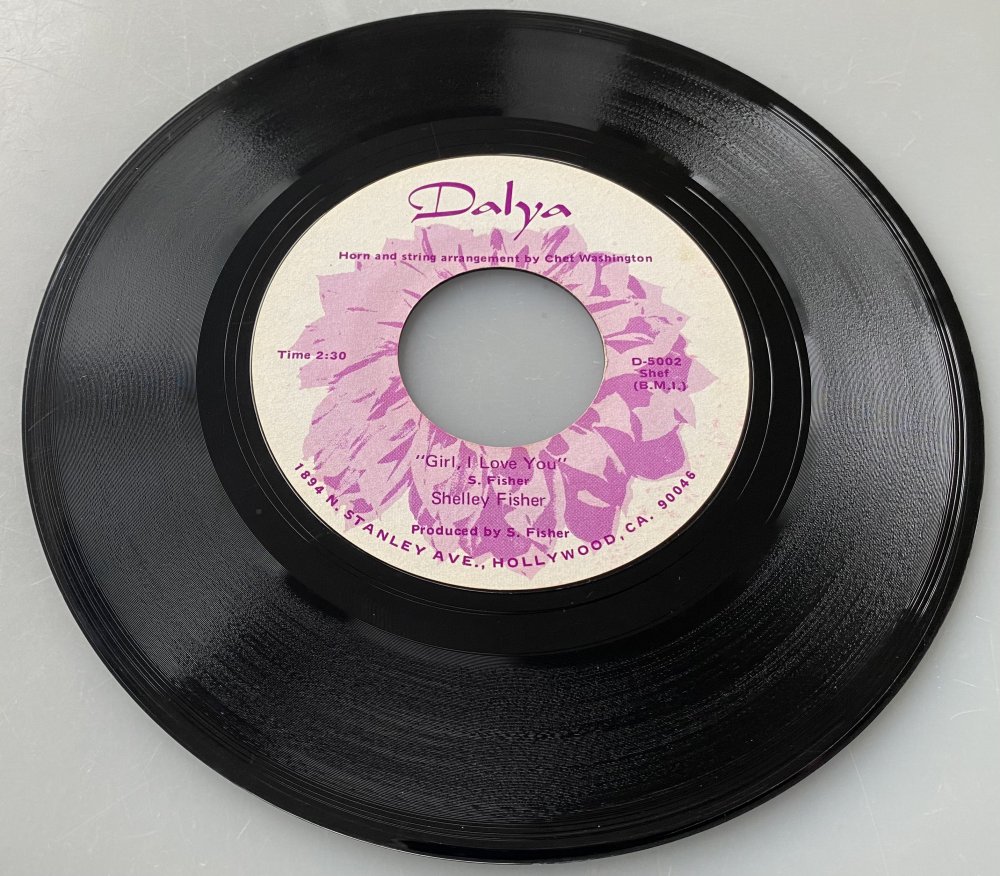 Dalya
Horn and string arrangement by Chet Washington
Time 2:30
D-5002
Shef
(B.M.I.)
"Girl, I Love You"
S. Fisher
Shelley Fisher
Produced by S. Fisher
1894 N. STANLEY AVE., HOLLYWOOD, CA. 90046